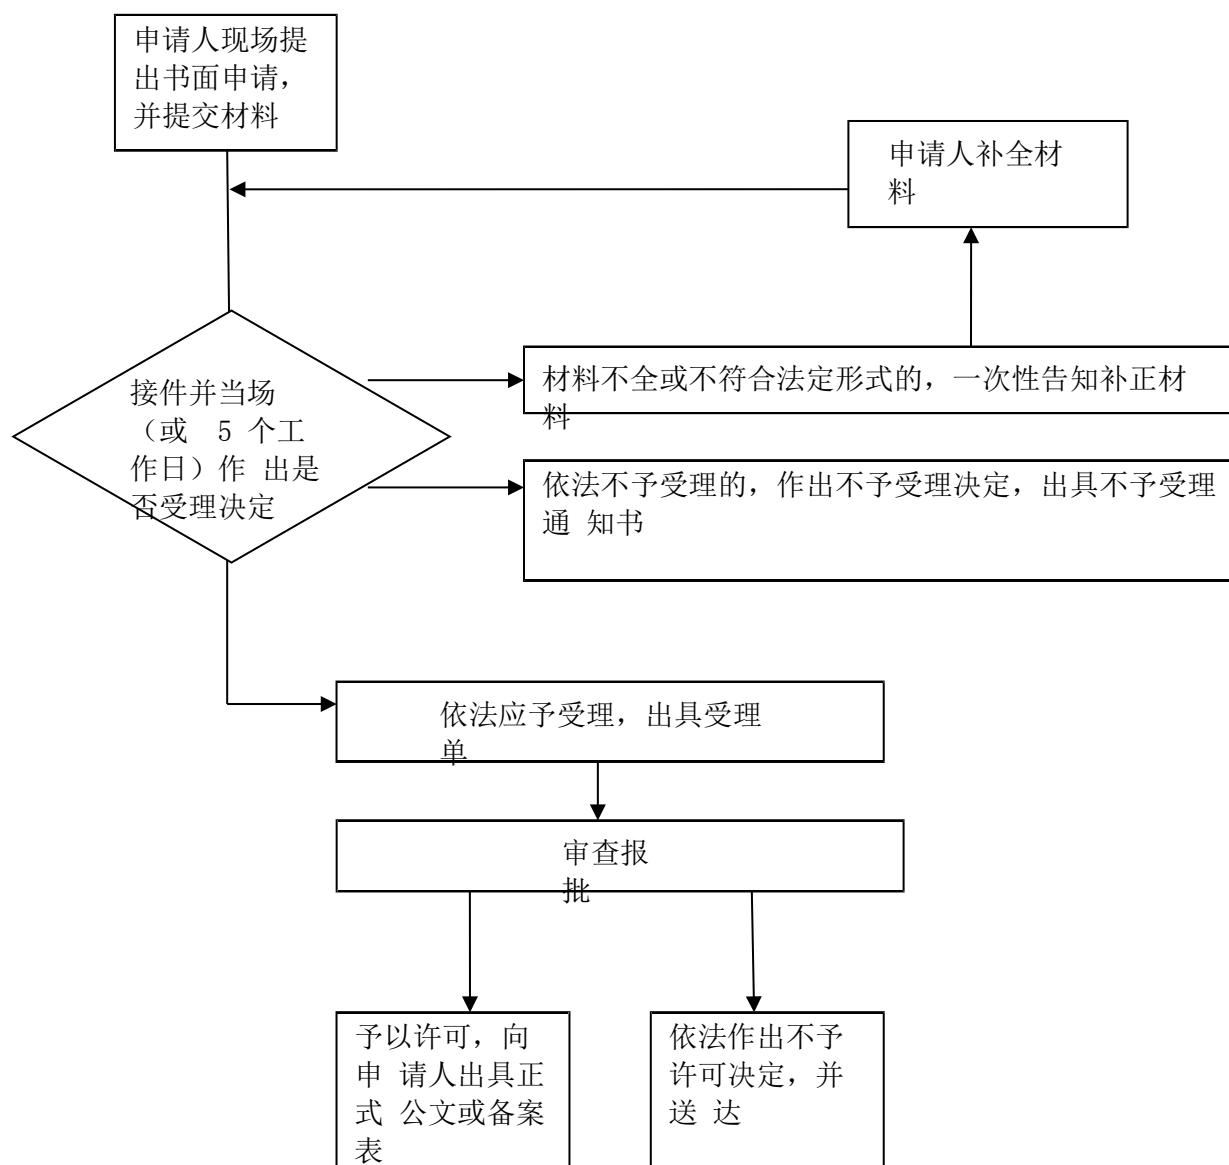 申请人现场提
出书面申请，
并提交材料
申请人补全材
料
接件并当场
（或 5 个工
作日）作 出是
否受理决定
材料不全或不符合法定形式的，一次性告知补正材
料
依法不予受理的，作出不予受理决定，出具不予受理
通 知书
依法应予受理，出具受理
单
审查报
批
予以许可，向
申 请人出具正
式 公文或备案
表
依法作出不予
许可决定，并
送 达